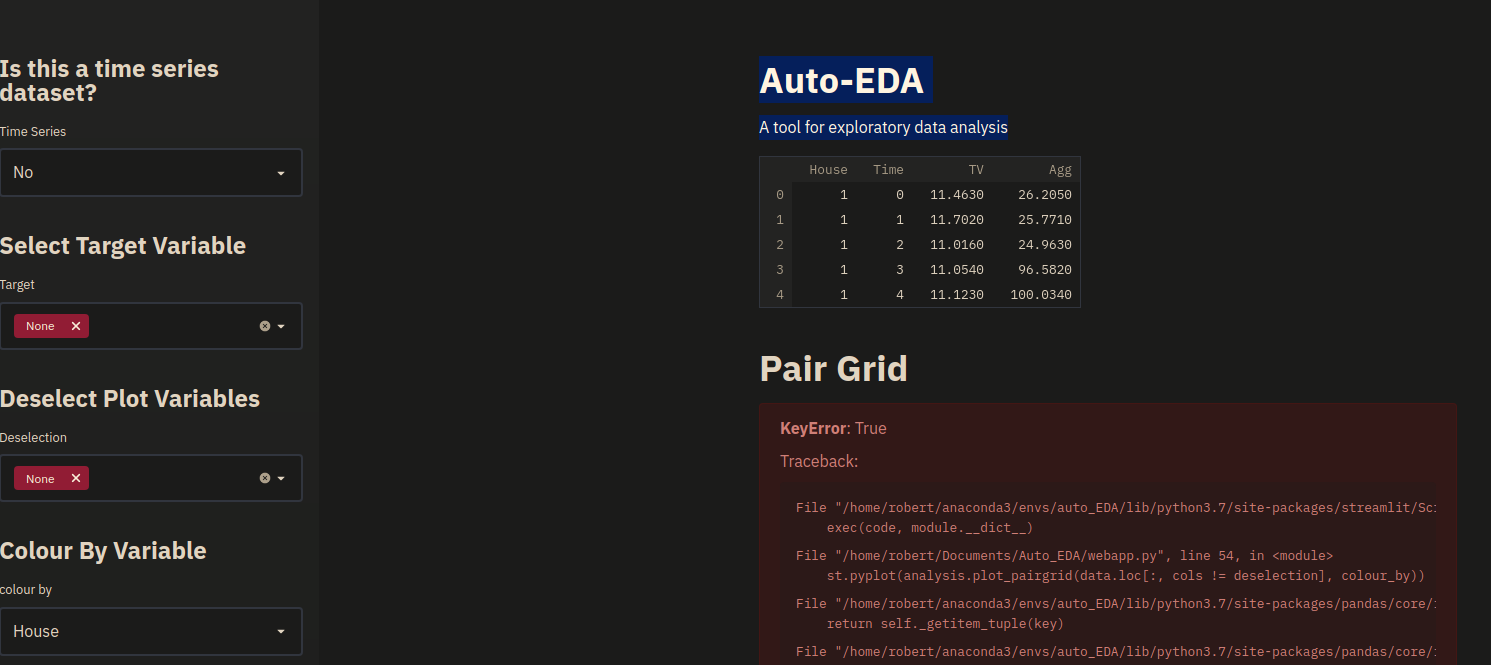 Is this a time series
dataset?
Time Series
No
Select Target Variable
Target
None
Deselect Plot Variables
Deselection
None
Colour By Variable
colour by
House
Auto-EDA
A tool for exploratory data analysis
House Time TV Agg
0 1 0 11.4630 26.2050
1 1 1 11.7020 25.7710
2 1 2 11.0160 24.9630
3 1 3 11.0540 96.5820
4 1 4 11.1230 100.0340
Pair Grid
KeyError: True
Traceback:
File "/home/robert/anaconda3/envs/auto_EDA/lib/python3.7/site-packages/streamlit/Sc
exec(code, module.__dict__)
File "/home/robert/Documents/Auto_EDA/webapp.py", line 54, in <module>
st.pyplot(analysis.plot_pairgrid(data.loc[:, cols != deselection], colour_by))
File "/home/robert/anaconda3/envs/auto_EDA/lib/python3.7/site-packages/pandas/core/
return self._getitem_tuple(key)
File "/home/robert/anaconda3/envs/auto_EDA/lib/python3.7/site-packages/pandas/core/